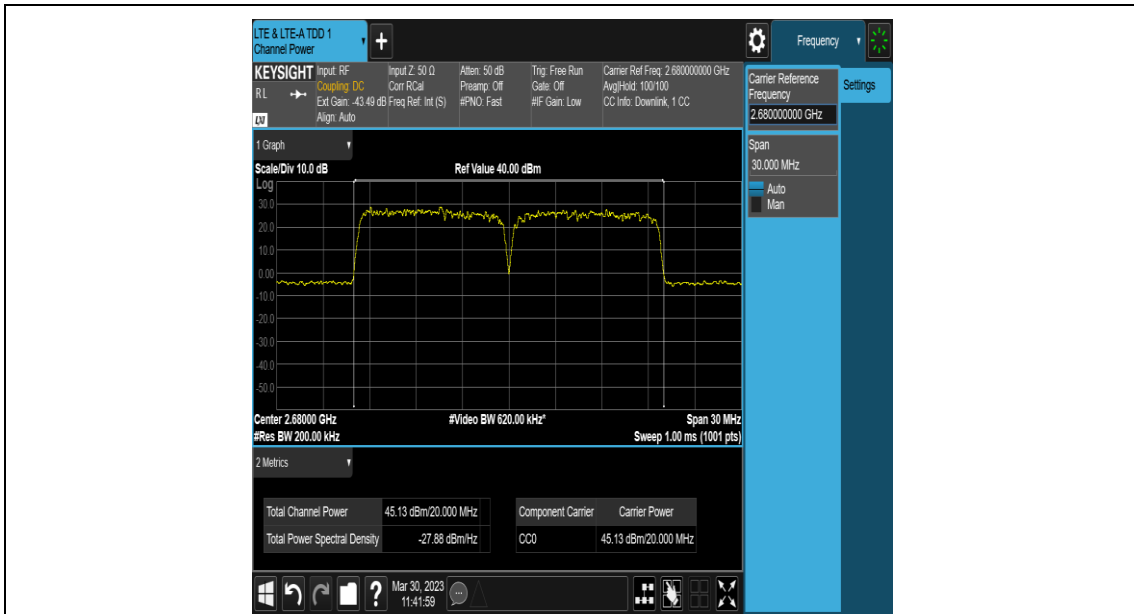 LTE & LTE-A TDD 1
Channel Power
+
Frequency
KEYSIGHT
RL
LXI
Input: RF
Coupling: DC
Ext Gain: -43.49 dB
Align: Auto
Input Z: 50 Ω
Corr RCal
Freq Ref: Int (S)
Atten: 50 dB
Preamp: Off
#PNO: Fast
Trig: Free Run
Gate: Off
#IF Gain: Low
Carrier Ref Freq: 2.680000000 GHz
Avg|Hold: 100/100
CC Info: Downlink, 1 CC
Carrier Reference
Frequency
2.680000000 GHz
Settings
Span
30.000 MHz
Auto
Man
1 Graph
Scale/Div 10.0 dB
Ref Value 40.00 dBm
Log
30.0
20.0
10.0
0.00
-10.0
-20.0
-30.0
-40.0
-50.0
Center 2.68000 GHz
#Video BW 620.00 kHz*
Span 30 MHz
#Res BW 200.00 kHz
Sweep 1.00 ms (1001 pts)
2 Metrics
Total Channel Power 45.13 dBm/20.000 MHz
Total Power Spectral Density -27.88 dBm/Hz
Component Carrier Carrier Power
CC0 45.13 dBm/20.000 MHz
?
Mar 30, 2023
11:41:59